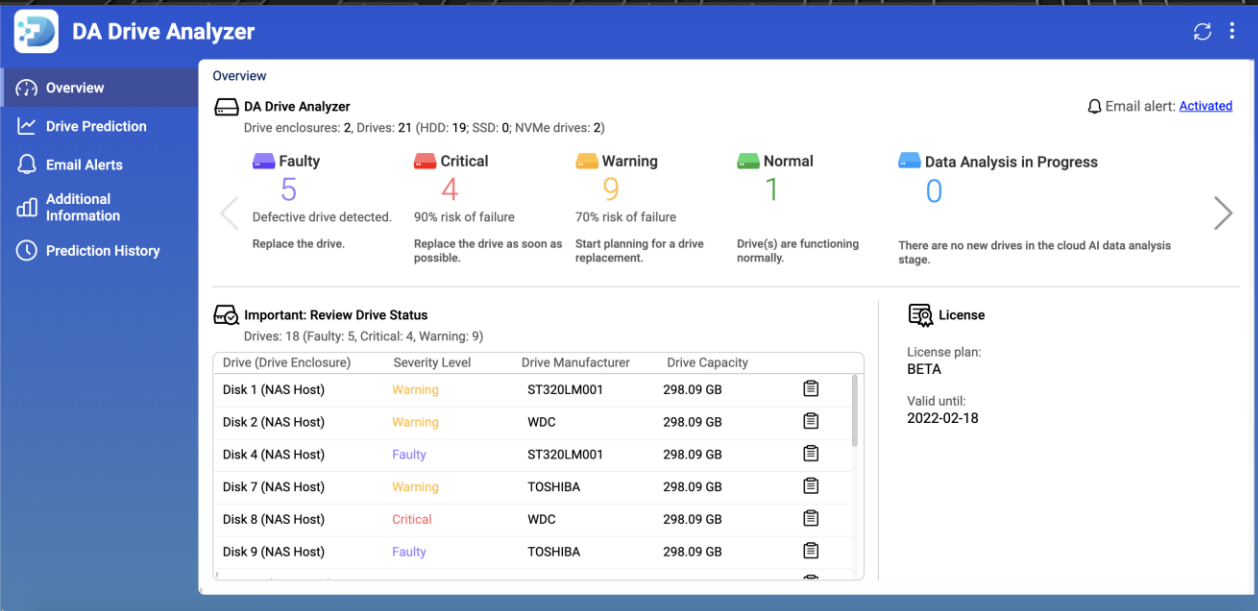 DA Drive Analyzer
Overview
Drive Prediction
Email Alerts
Additional
Information
Prediction History
Overview
DA Drive Analyzer
Email alert: Activated
Drive enclosures: 2, Drives: 21 (HDD: 19; SSD: 0; NVMe drives: 2)
Faulty
5
Defective drive detected.
Replace the drive.
Critical
4
90% risk of failure
Replace the drive as soon as
possible.
Warning
9
70% risk of failure
Start planning for a drive
replacement.
Normal
1
Drive(s) are functioning
normally.
Data Analysis in Progress
0
There are no new drives in the cloud AI data analysis
stage.
Important: Review Drive Status
Drives: 18 (Faulty: 5, Critical: 4, Warning: 9)
Drive (Drive Enclosure) Severity Level Drive Manufacturer Drive Capacity
Disk 1 (NAS Host) Warning ST320LM001 298.09 GB
Disk 2 (NAS Host) Warning WDC 298.09 GB
Disk 4 (NAS Host) Faulty ST320LM001 298.09 GB
Disk 7 (NAS Host) Warning TOSHIBA 298.09 GB
Disk 8 (NAS Host) Critical WDC 298.09 GB
Disk 9 (NAS Host) Faulty TOSHIBA 298.09 GB
License
License plan:
BETA
Valid until:
2022-02-18